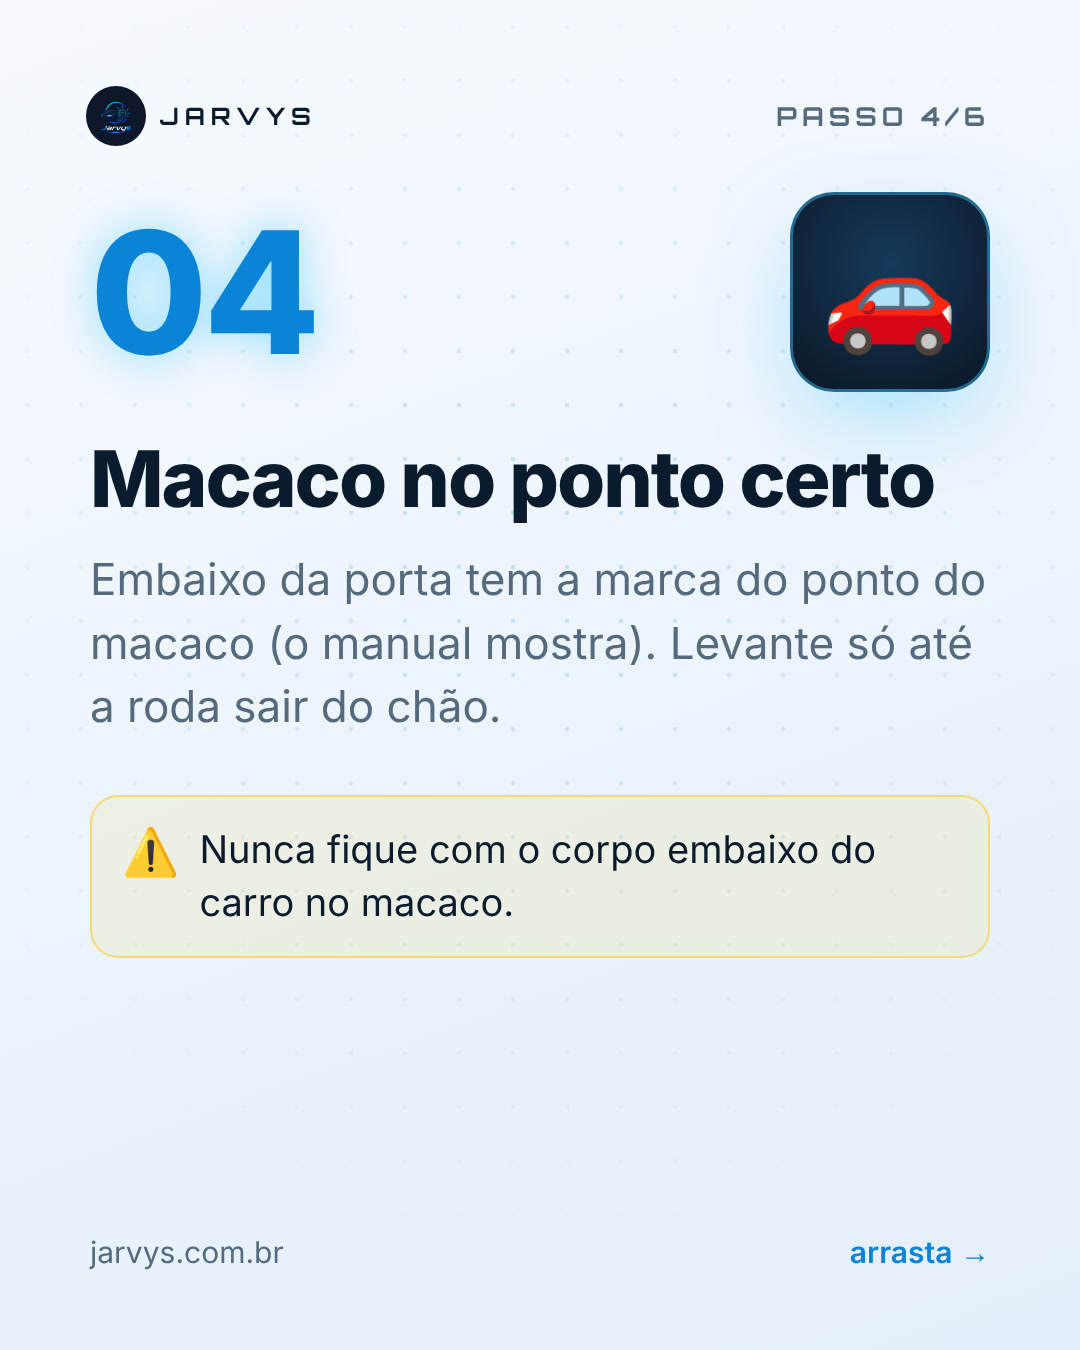 Jarvys
JARVYS
PASSO 4/6
04
Macaco no ponto certo
Embaixo da porta tem a marca do ponto do
macaco (o manual mostra). Levante só até
a roda sair do chão.
⚠️ Nunca fique com o corpo embaixo do
carro no macaco.
jarvys.com.br
arrasta →